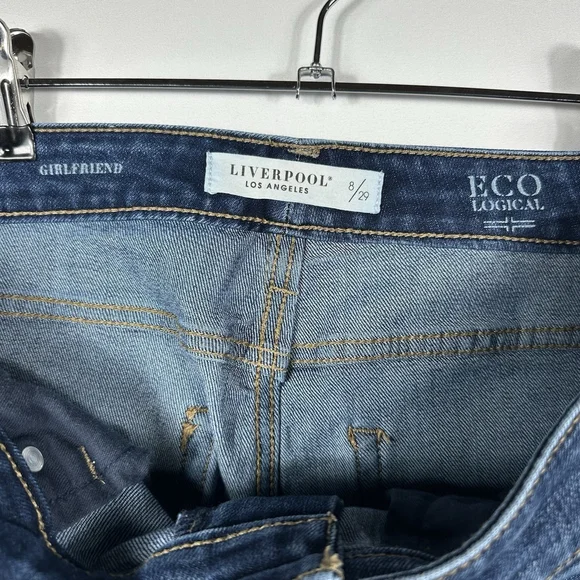 GIRLFRIEND
LIVERPOOL®
LOS ANGELES
8/29
ECO
LOGICAL